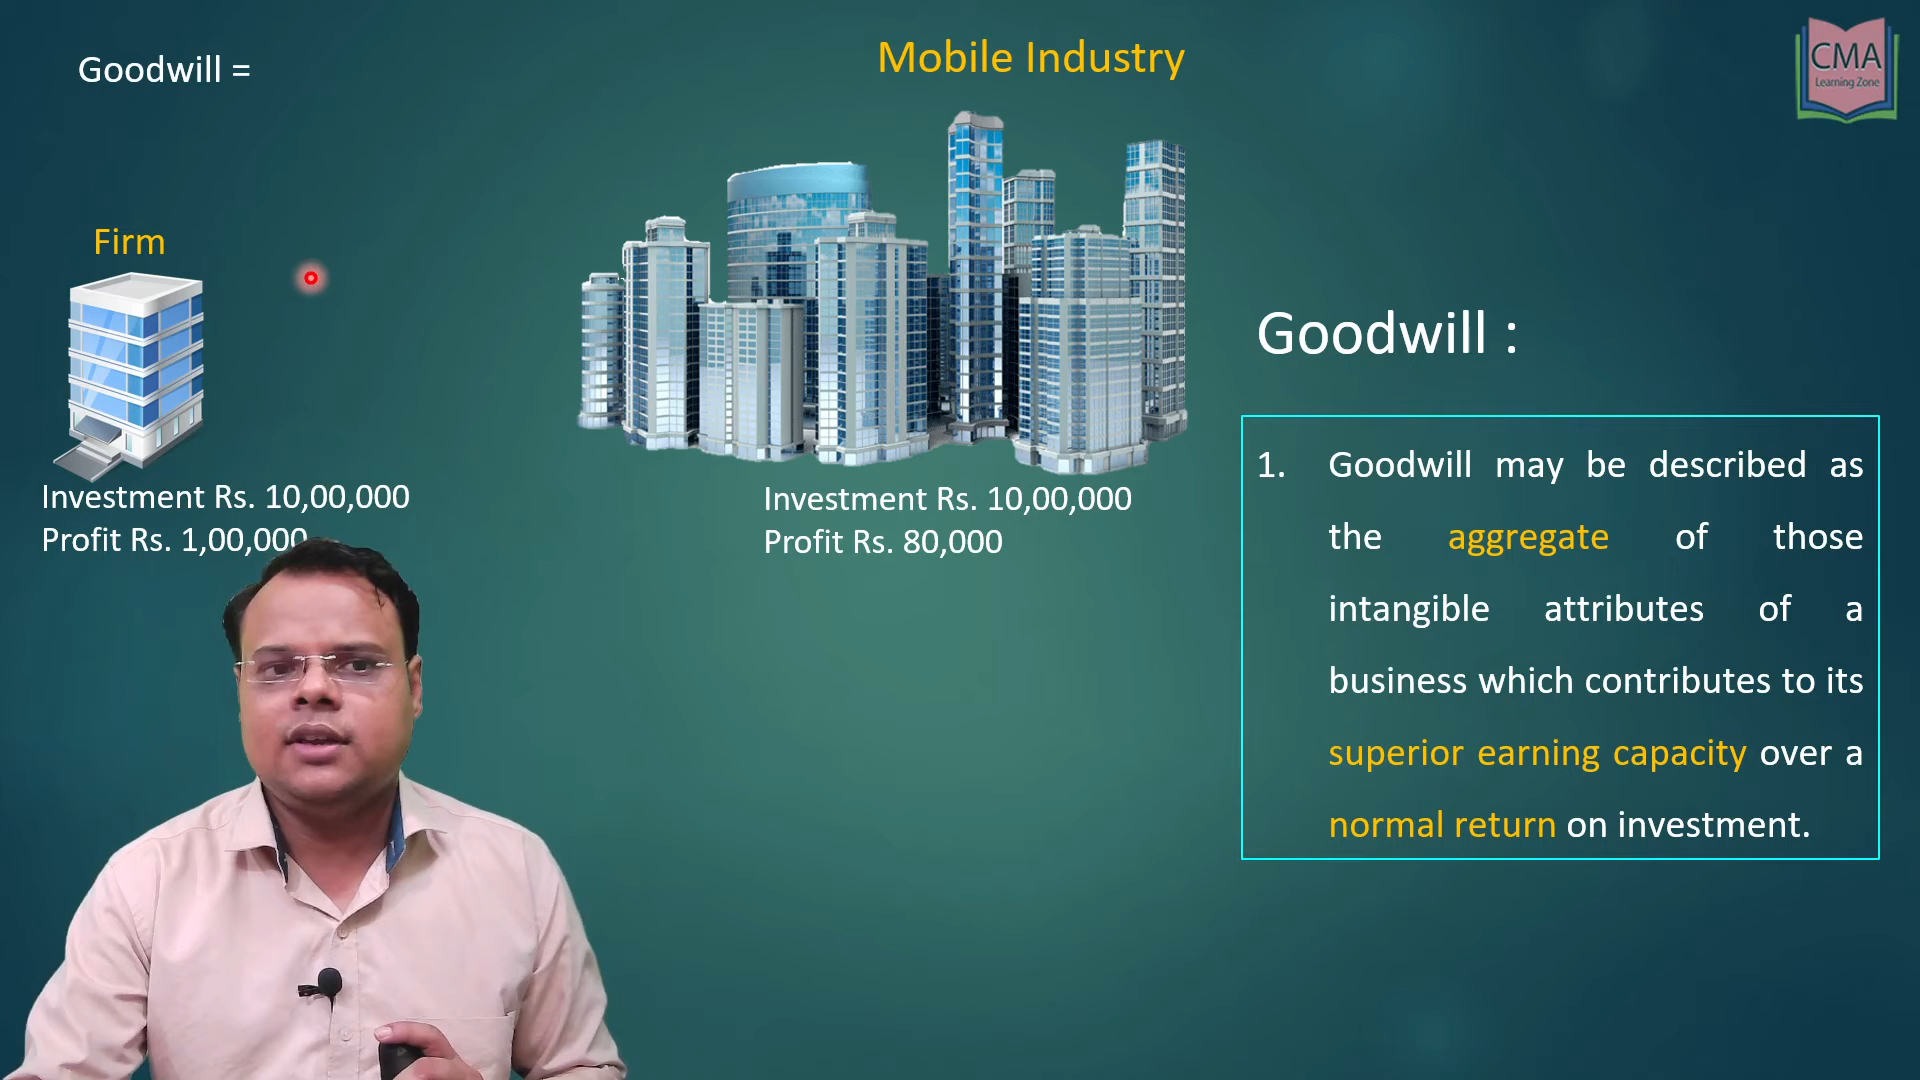 Goodwill =
Mobile Industry
CMA
Learning Zone
Firm
Investment Rs. 10,00,000
Profit Rs. 1,00,000
Investment Rs. 10,00,000
Profit Rs. 80,000
Goodwill :
1. Goodwill may be described as
the aggregate of those
intangible attributes of a
business which contributes to its
superior earning capacity over a
normal return on investment.